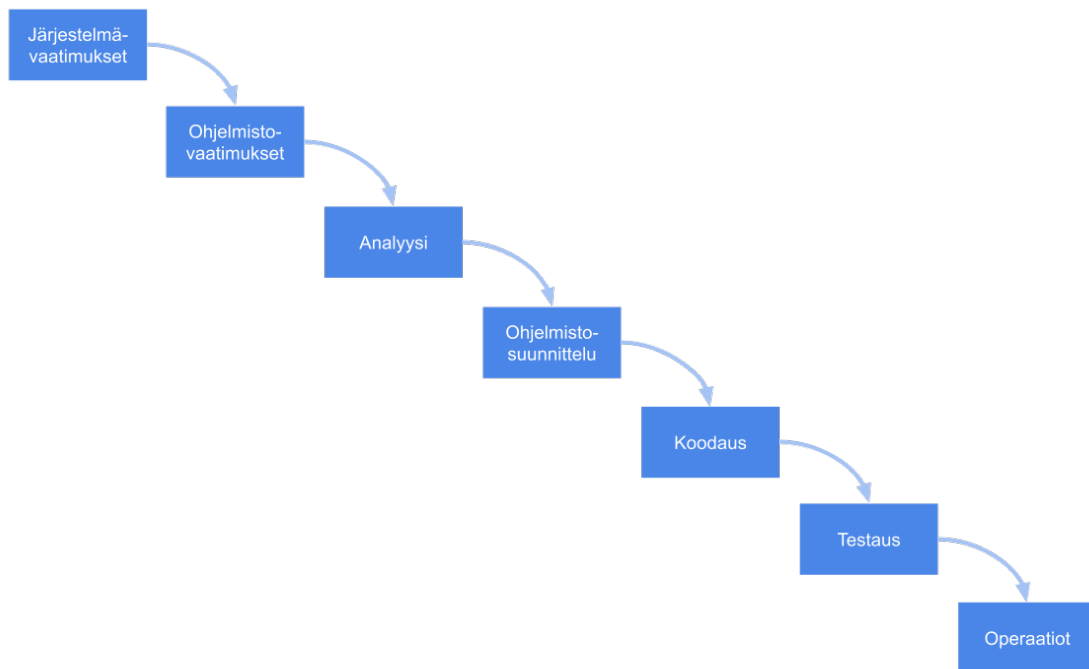 Järjestelmä-
vaatimukset
Ohjelmisto-
vaatimukset
Analyysi
Ohjelmisto-
suunnittelu
Koodaus
Testaus
Operaatiot